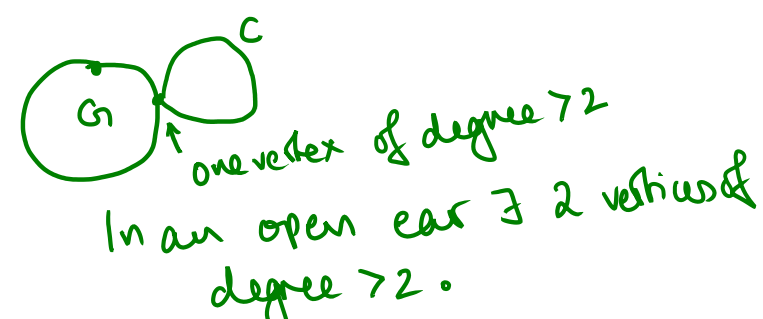 C
G
one vertex of degree >2
In an open ear ∃ 2 vertices of
degree >2.